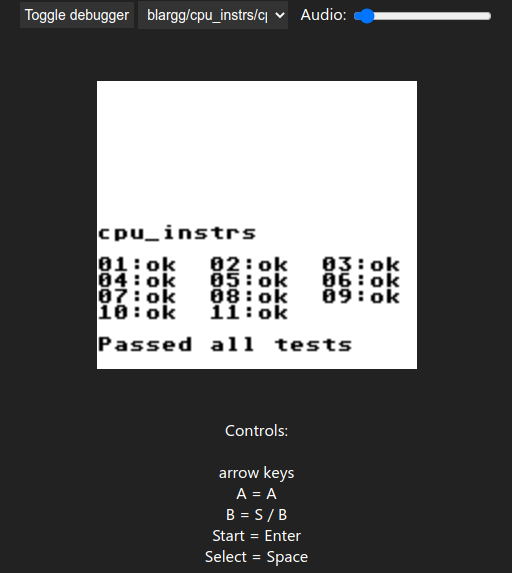 Toggle debugger blargg/cpu_instrs/cp Audio:
cpu_instrs
01:ok 02:ok 03:ok
04:ok 05:ok 06:ok
07:ok 08:ok 09:ok
10:ok 11:ok
Passed all tests
Controls:
arrow keys
A = A
B = S / B
Start = Enter
Select = Space